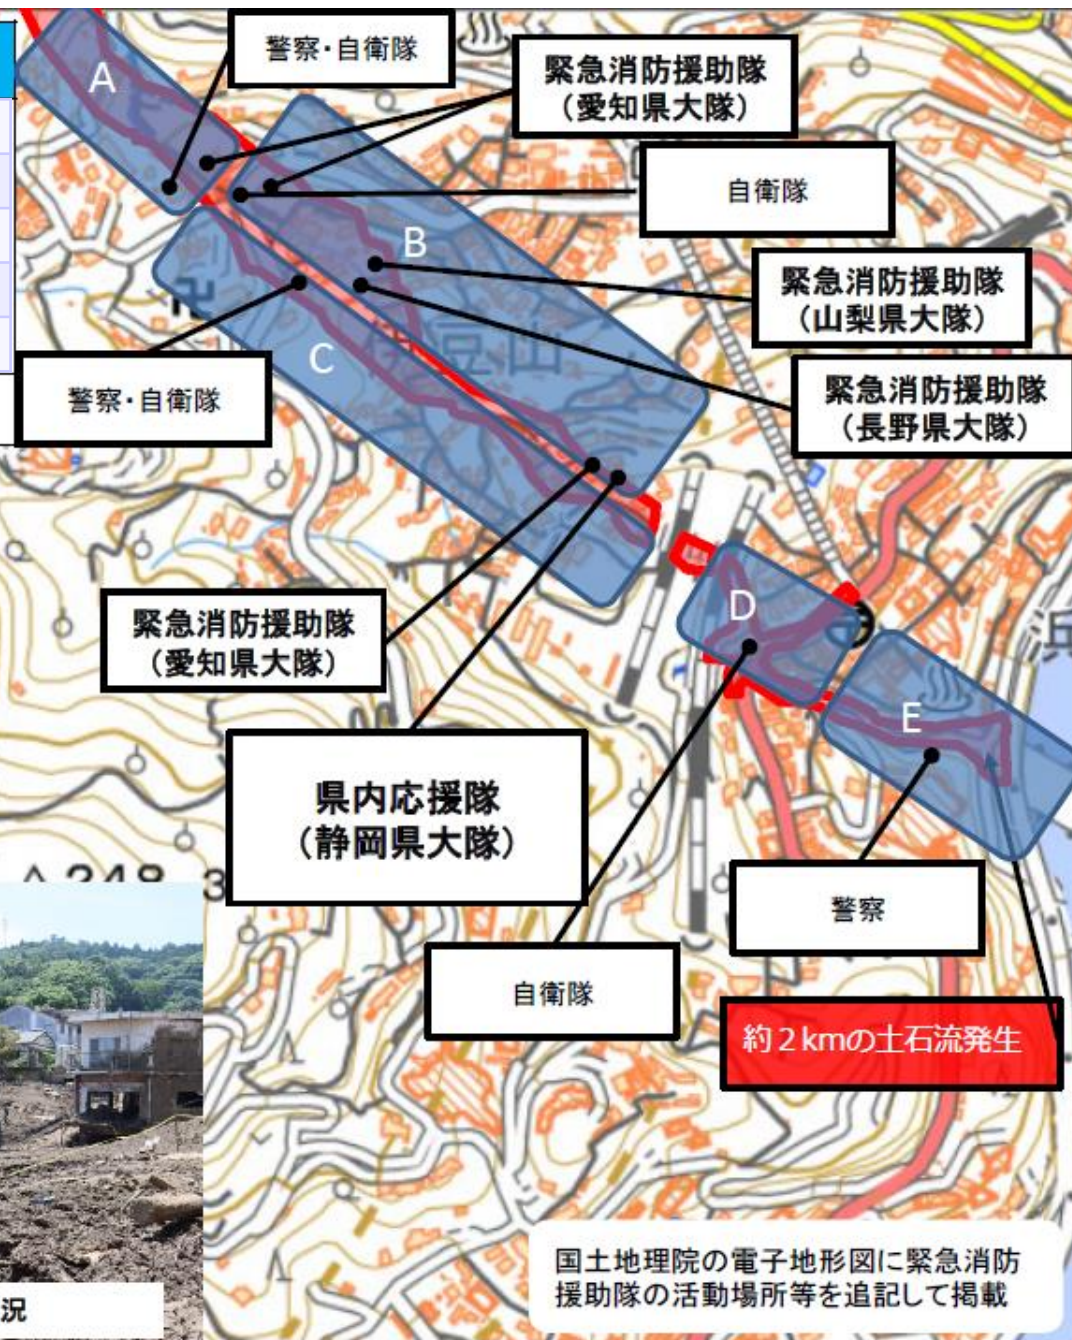 警察・自衛隊
緊急消防援助隊
（愛知県大隊）
A
自衛隊
B
緊急消防援助隊
（山梨県大隊）
緊急消防援助隊
（長野県大隊）
C
豆山
警察・自衛隊
緊急消防援助隊
（愛知県大隊）
D
浜
E
県内応援隊
（静岡県大隊）
248
3
警察
自衛隊
約２kmの土石流発生
国土地理院の電子地形図に緊急消防
援助隊の活動場所等を追記して掲載
況